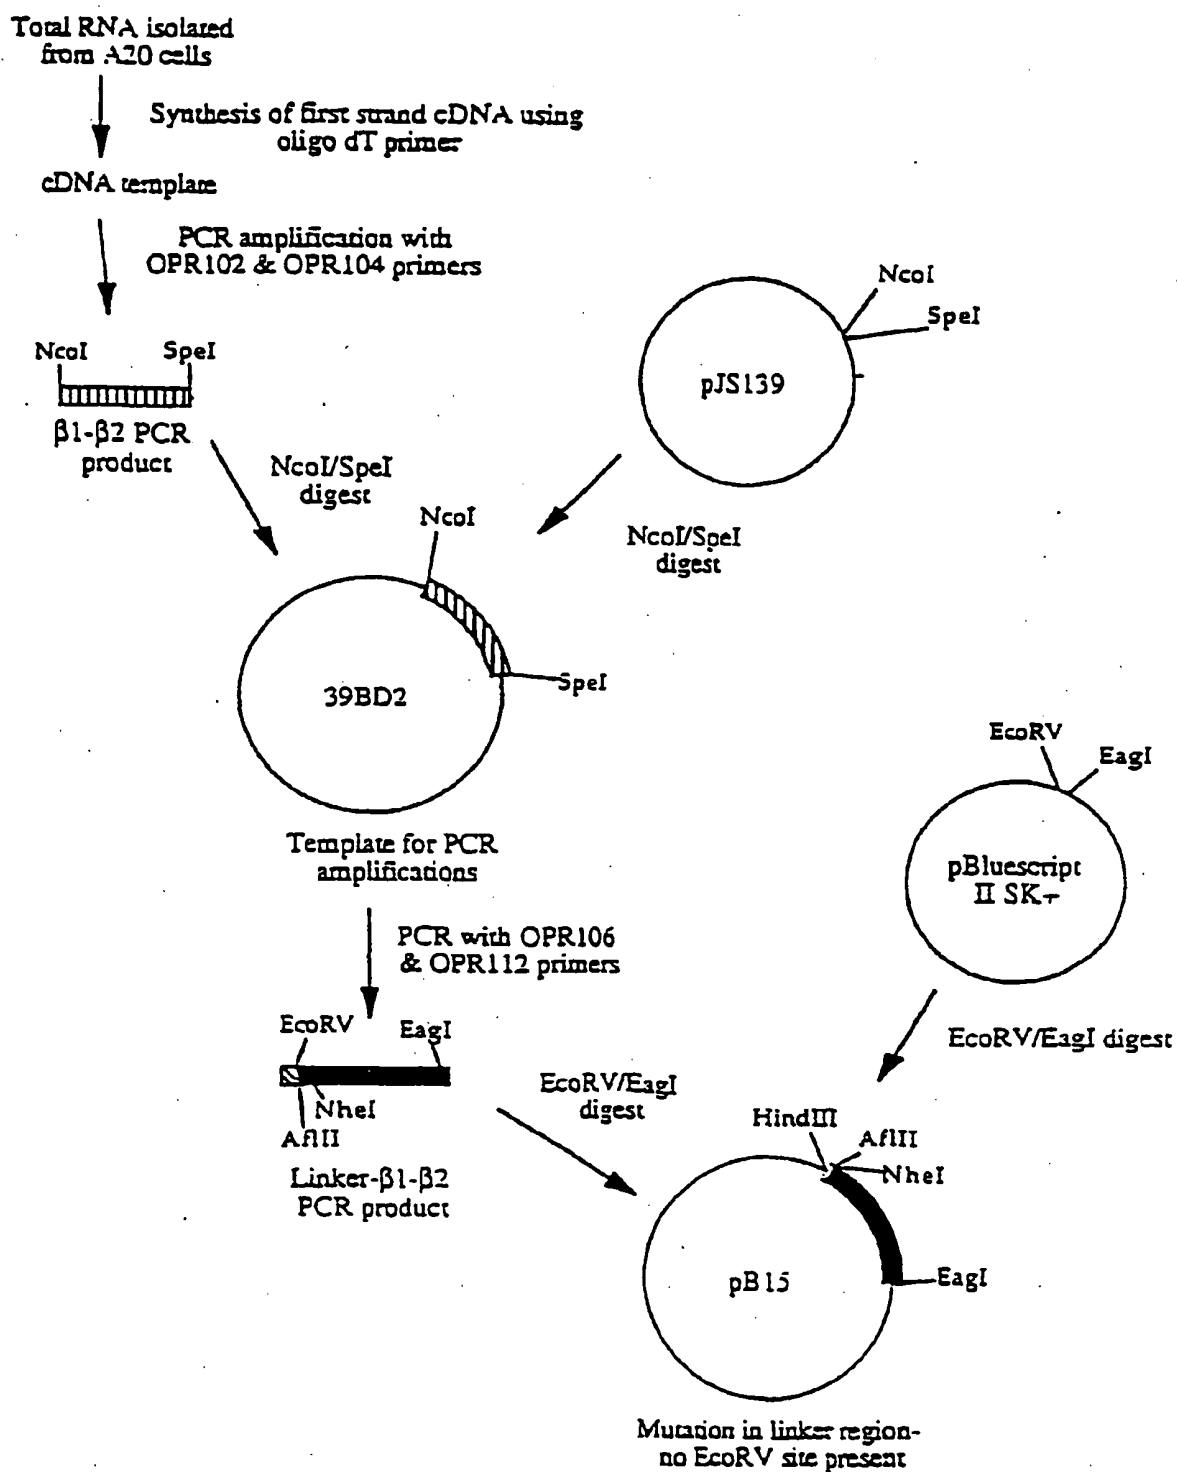 Total RNA isolated
from A20 cells
Synthesis of first strand cDNA using
oligo dT primer
cDNA template
PCR amplification with
OPR102 & OPR104 primers
NcoI
SpeI
β1-β2 PCR
product
NcoI/SpeI
digest
NcoI
SpeI
pJS139
NcoI/SpeI
digest
NcoI
SpeI
39BD2
Template for PCR
amplifications
EcoRV
EagI
pBluescript
II SK+
PCR with OPR106
& OPR112 primers
EcoRV/EagI digest
EcoRV
EagI
NheI
AflII
Linker-β1-β2
PCR product
EcoRV/EagI
digest
HindIII
AflII
NheI
EagI
pB15
Mutation in linker region-
no EcoRV site present